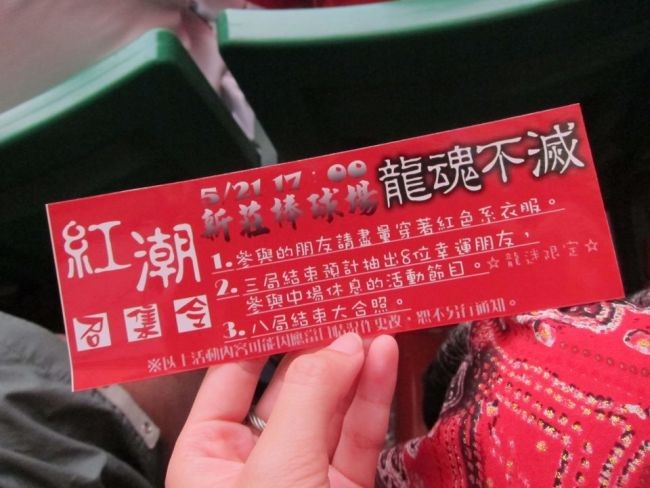 紅潮
召集令
5/21 17:00
新莊棒球場
龍魂不滅
1.參與的朋友請盡量穿著紅色系衣服。
2.三局結束預計抽出8位幸運朋友，
參與中場休息的活動節目。☆龍迷限定☆
3.八局結束大合照。
※以上活動內容可能因應當日狀況作更改，恕不另行通知。